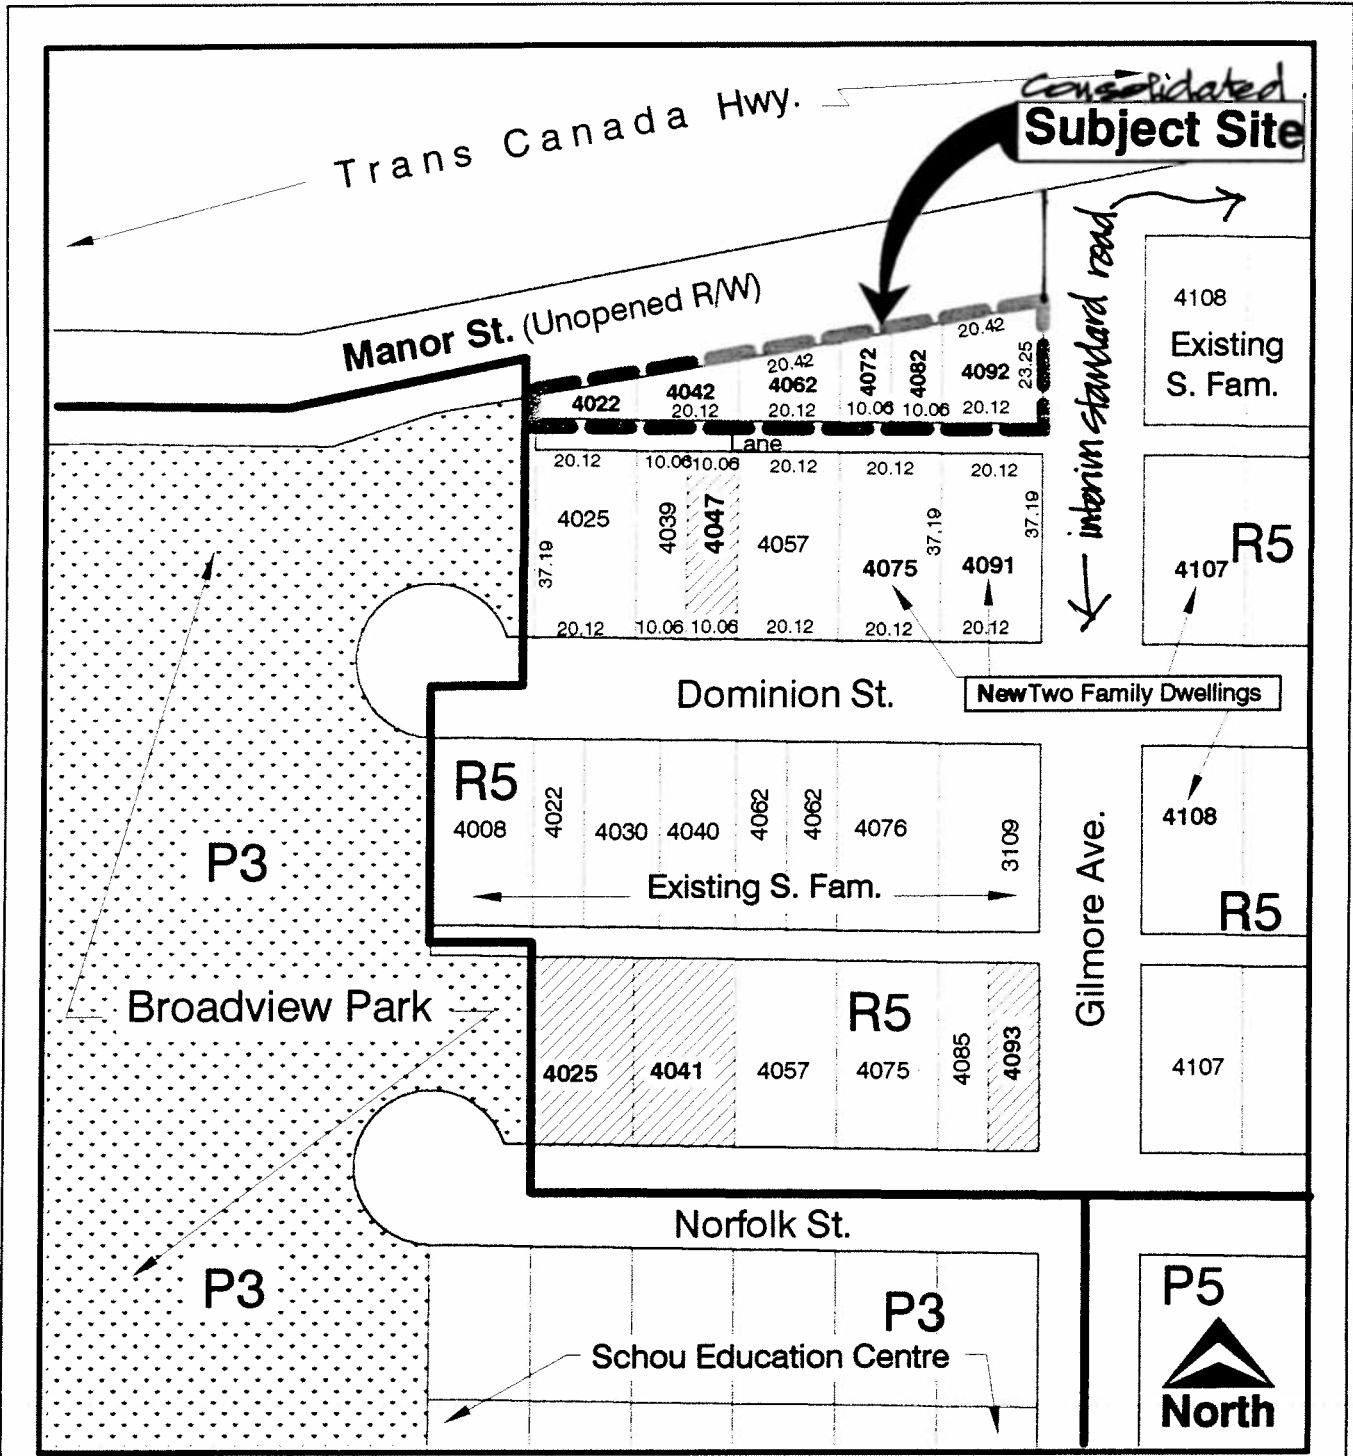 Consolidated
Subject Site
Trans Canada Hwy.
interim standard road
Manor St. (Unopened R/W)
4108
Existing
S. Fam.
20.42
20.42
23.25
4022
4042
4062
4072
4082
4092
20.12
20.12
10.06
10.06
20.12
Lane
20.12
10.06
10.06
20.12
20.12
20.12
4025
4039
4047
4057
4075
4091
4107
R5
37.19
37.19
37.19
20.12
10.06
10.06
20.12
20.12
20.12
Dominion St.
New Two Family Dwellings
R5
4008
4022
4030
4040
4062
4062
4076
3109
4108
Existing S. Fam.
R5
P3
Gilmore Ave.
Broadview Park
R5
4025
4041
4057
4075
4085
4093
4107
Norfolk St.
P3
P3
P5
Schou Education Centre
North